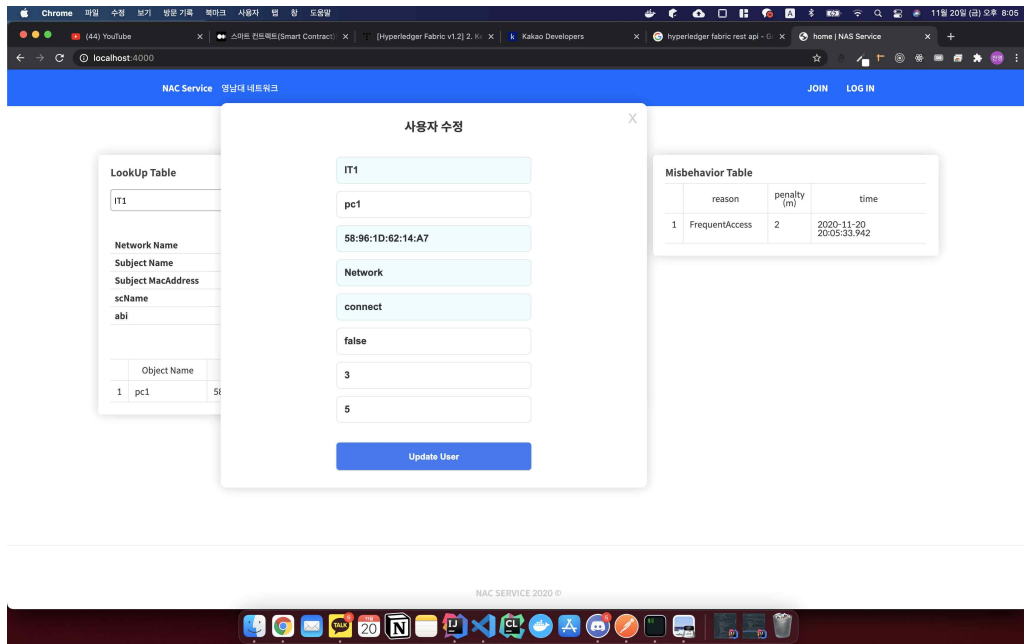 Chrome 파일 수정 보기 방문 기록 북마크 사용자 탭 창 도움말 11월 20일 (금) 오후 8:05
(44) YouTube
스마트 컨트랙트(Smart Contract)
[Hyperledger Fabric v1.2] 2.
Kakao Developers
hyperledger fabric rest api -
home | NAS Service
localhost:4000
NAC Service 영남대 네트워크 JOIN LOG IN
사용자 수정
X
IT1
pc1
58:96:1D:62:14:A7
Network
connect
false
3
5
Update User
LookUp Table
IT1
Network Name
Subject Name
Subject MacAddress
scName
abi
Object Name
1 pc1 58
Misbehavior Table
reason penalty (m) time
1 FrequentAccess 2 2020-11-20
20:05:33.942
NAC SERVICE 2020 ©
TALK
20